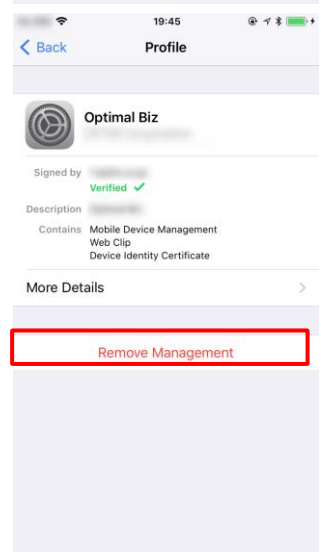 19:45
Back
Profile
Optimal Biz
Signed by
Verified ✓
Description
Contains Mobile Device Management
Web Clip
Device Identity Certificate
More Details
Remove Management